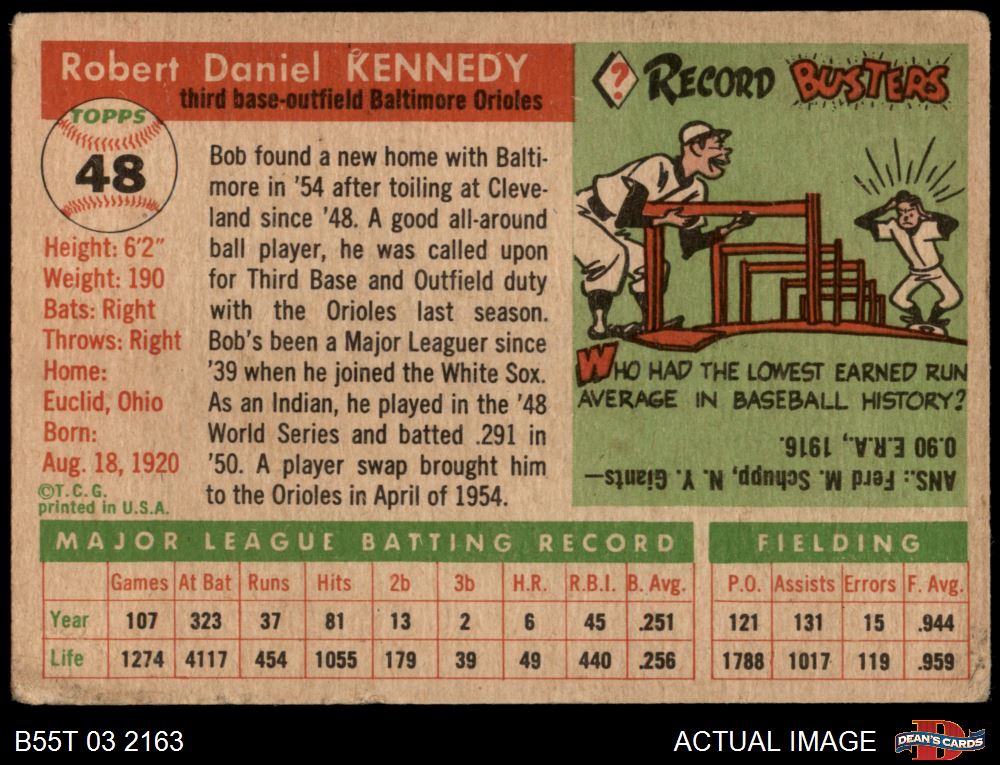 Robert Daniel KENNEDY
third base-outfield Baltimore Orioles
TOPPS
48
Height: 6'2"
Weight: 190
Bats: Right
Throws: Right
Home:
Euclid, Ohio
Born:
Aug. 18, 1920
©T.C.G.
printed in U.S.A.
Bob found a new home with Balti-
more in '54 after toiling at Cleve-
land since '48. A good all-around
ball player, he was called upon
for Third Base and Outfield duty
with the Orioles last season.
Bob's been a Major Leaguer since
'39 when he joined the White Sox.
As an Indian, he played in the '48
World Series and batted .291 in
'50. A player swap brought him
to the Orioles in April of 1954.
? RECORD BUSTERS
WHO HAD THE LOWEST EARNED RUN
AVERAGE IN BASEBALL HISTORY?
ANS.: Ferd M. Schupp, N. Y. Giants—
0.90 E.R.A., 1916.
MAJOR LEAGUE BATTING RECORD FIELDING
Games At Bat Runs Hits 2b 3b H.R. R.B.I. B. Avg. P.O. Assists Errors F. Avg.
Year 107 323 37 81 13 2 6 45 .251 121 131 15 .944
Life 1274 4117 454 1055 179 39 49 440 .256 1788 1017 119 .959
B55T 03 2163 ACTUAL IMAGE DEAN'S CARDS